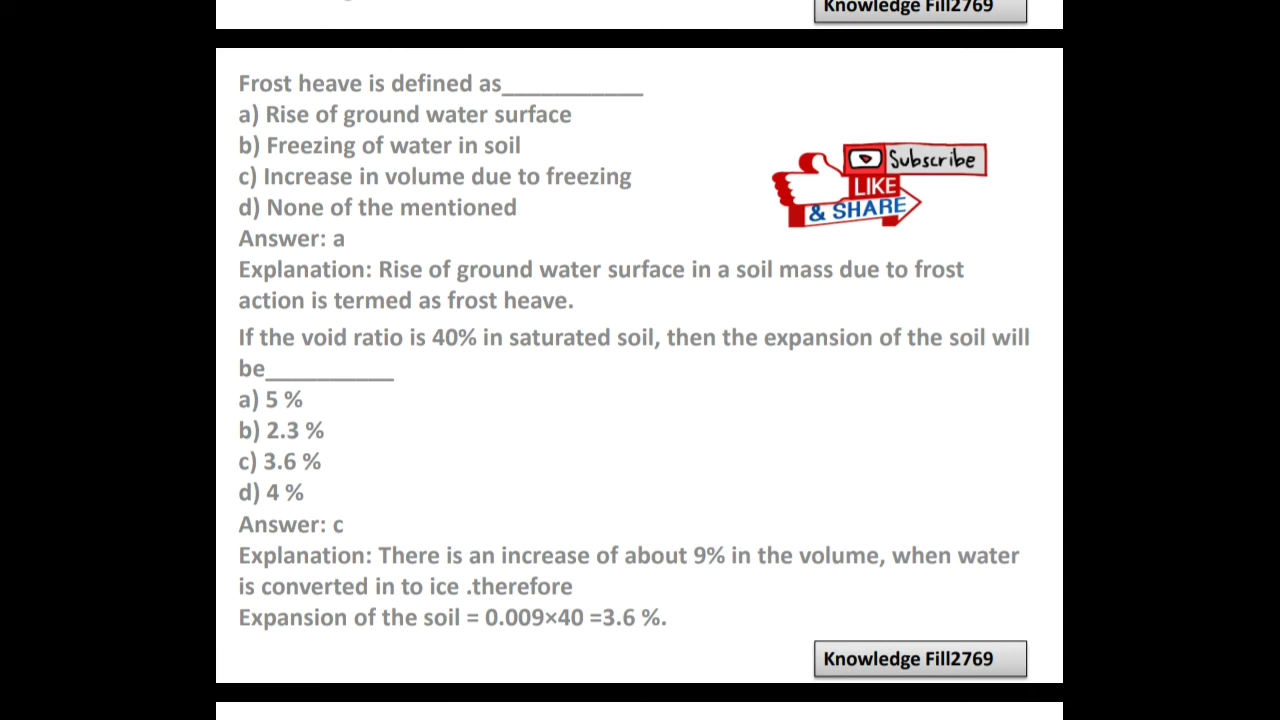 Knowledge Fill2769
Frost heave is defined as___________
a) Rise of ground water surface
b) Freezing of water in soil
c) Increase in volume due to freezing
d) None of the mentioned
Answer: a
Explanation: Rise of ground water surface in a soil mass due to frost
action is termed as frost heave.
Subscribe
LIKE
& SHARE
If the void ratio is 40% in saturated soil, then the expansion of the soil will
be__________
a) 5 %
b) 2.3 %
c) 3.6 %
d) 4 %
Answer: c
Explanation: There is an increase of about 9% in the volume, when water
is converted in to ice .therefore
Expansion of the soil = 0.009×40 =3.6 %.
Knowledge Fill2769